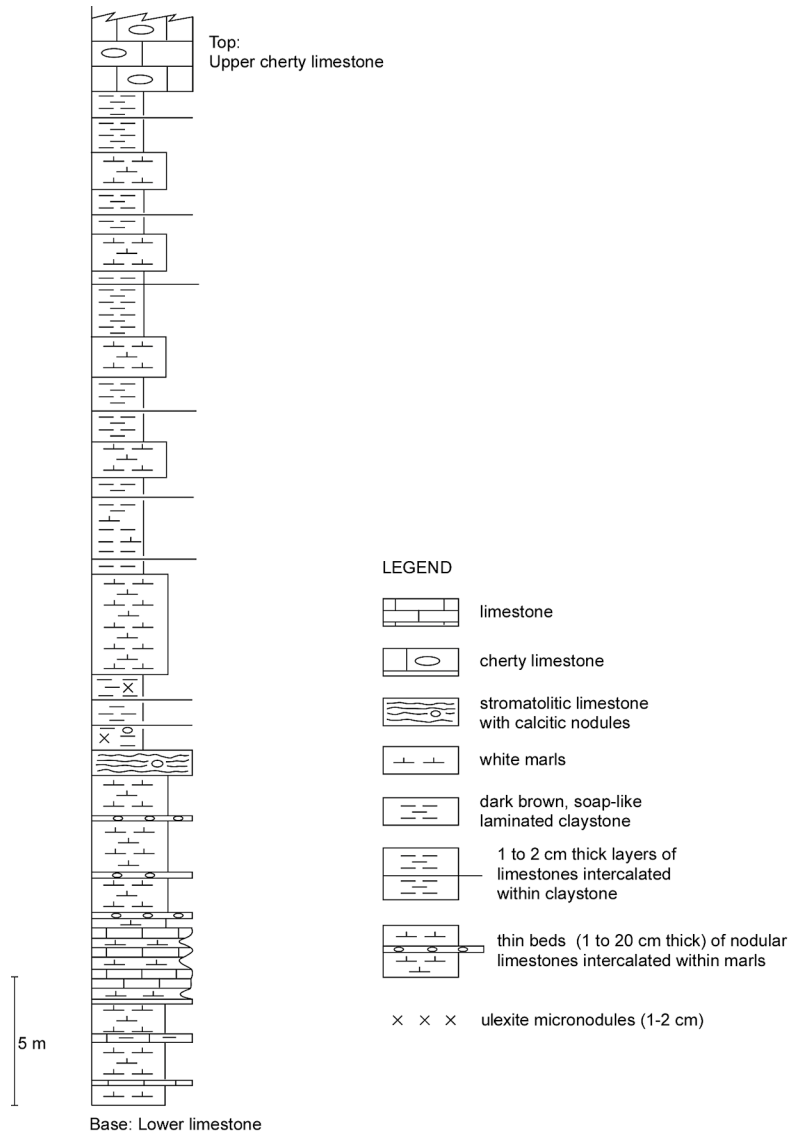 Top:
Upper cherty limestone
LEGEND
limestone
cherty limestone
stromatolitic limestone
with calcitic nodules
white marls
dark brown, soap-like
laminated claystone
1 to 2 cm thick layers of
limestones intercalated
within claystone
thin beds (1 to 20 cm thick) of nodular
limestones intercalated within marls
ulexite micronodules (1-2 cm)
5 m
Base: Lower limestone